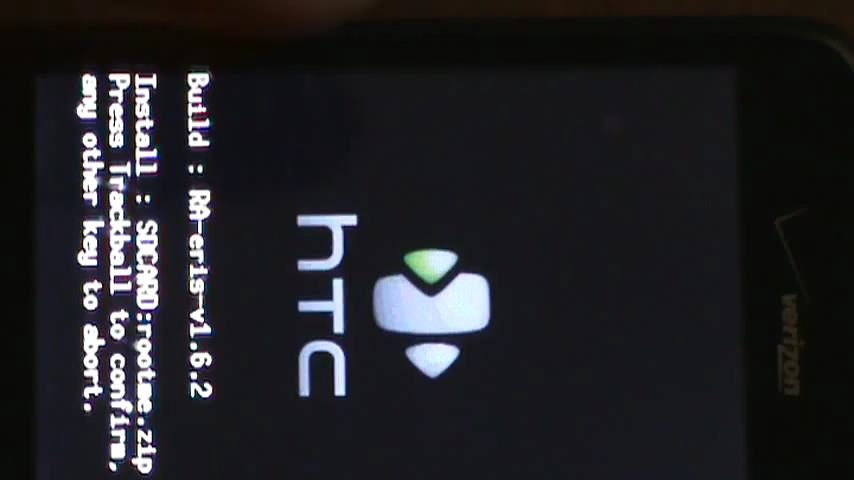 verizon
hTC
Build : RA-eris-v1.6.2
Install : SDCARD:rootme.zip
Press Trackball to confirm,
any other key to abort.